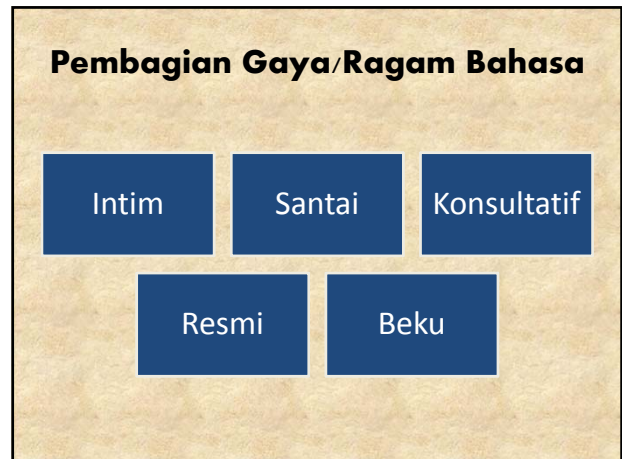 Pembagian Gaya/Ragam Bahasa
Intim
Santai
Konsultatif
Resmi
Beku